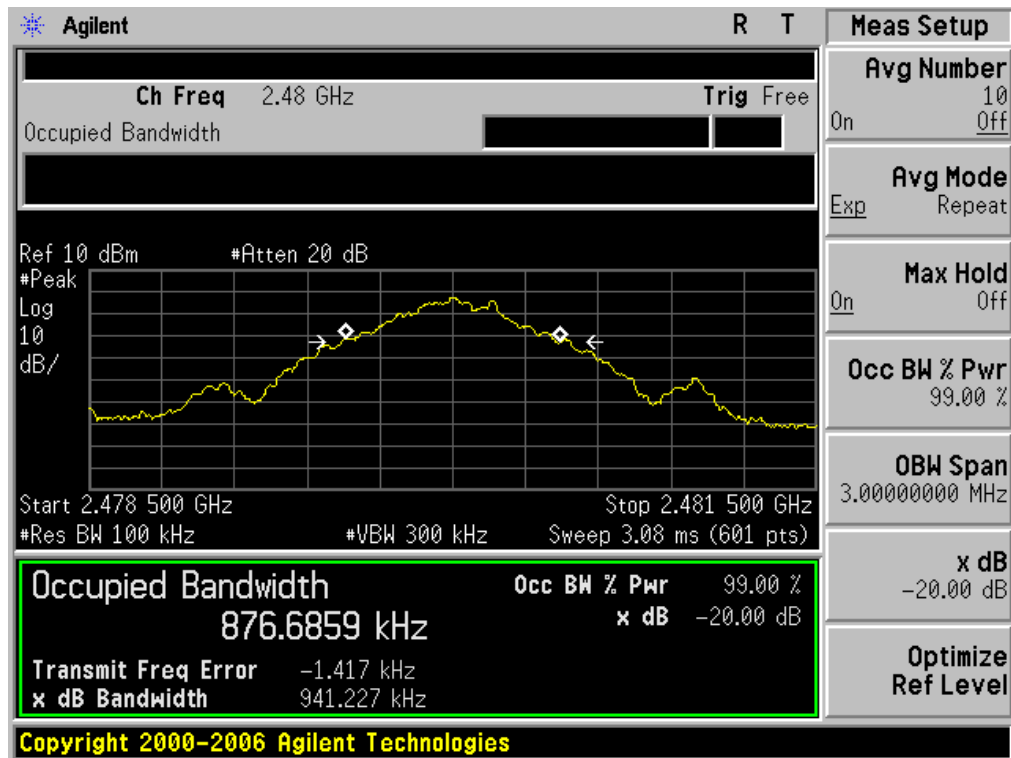 Agilent R T
Ch Freq 2.48 GHz Trig Free
Occupied Bandwidth
Ref 10 dBm #Atten 20 dB
#Peak
Log
10
dB/
Start 2.478 500 GHz Stop 2.481 500 GHz
#Res BW 100 kHz #VBW 300 kHz Sweep 3.08 ms (601 pts)
Occupied Bandwidth Occ BW % Pwr 99.00 %
876.6859 kHz x dB -20.00 dB
Transmit Freq Error -1.417 kHz
x dB Bandwidth 941.227 kHz
Copyright 2000-2006 Agilent Technologies
Meas Setup
Avg Number
10
On Off
Avg Mode
Exp Repeat
Max Hold
On Off
Occ BW % Pwr
99.00 %
OBW Span
3.00000000 MHz
x dB
-20.00 dB
Optimize
Ref Level